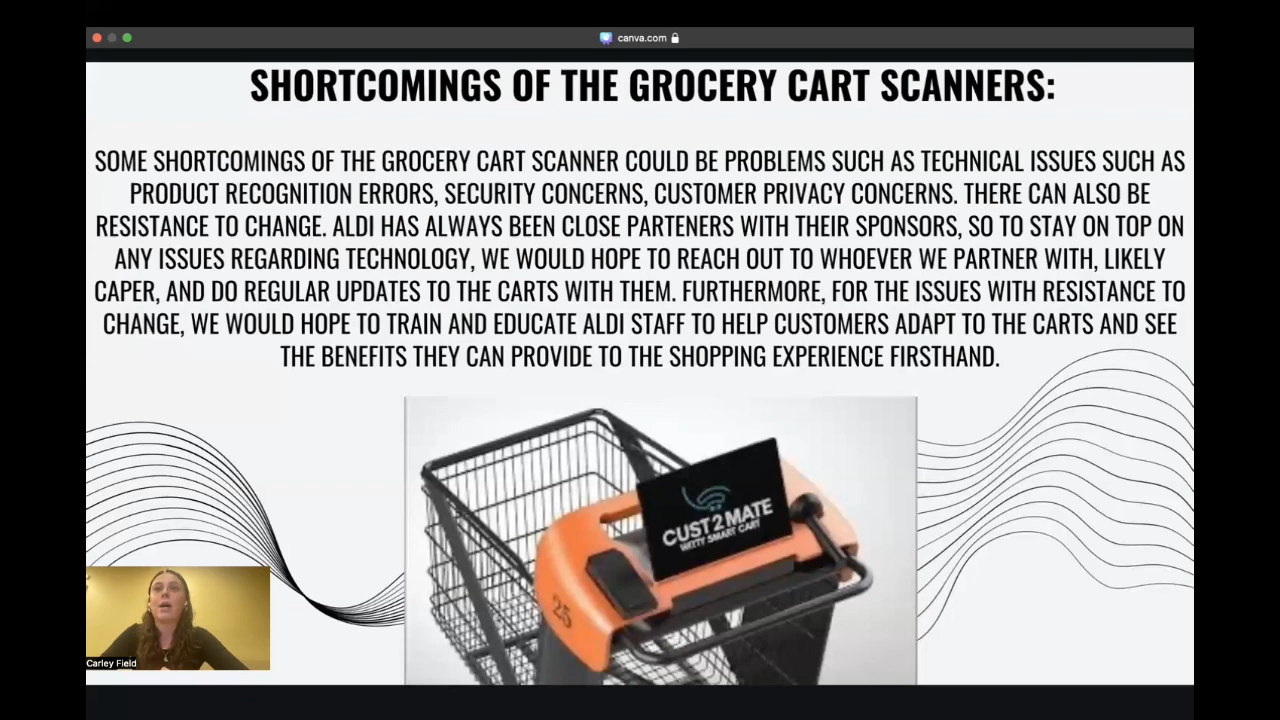 canva.com
SHORTCOMINGS OF THE GROCERY CART SCANNERS:
SOME SHORTCOMINGS OF THE GROCERY CART SCANNER COULD BE PROBLEMS SUCH AS TECHNICAL ISSUES SUCH AS
PRODUCT RECOGNITION ERRORS, SECURITY CONCERNS, CUSTOMER PRIVACY CONCERNS. THERE CAN ALSO BE
RESISTANCE TO CHANGE. ALDI HAS ALWAYS BEEN CLOSE PARTENERS WITH THEIR SPONSORS, SO TO STAY ON TOP ON
ANY ISSUES REGARDING TECHNOLOGY, WE WOULD HOPE TO REACH OUT TO WHOEVER WE PARTNER WITH, LIKELY
CAPER, AND DO REGULAR UPDATES TO THE CARTS WITH THEM. FURTHERMORE, FOR THE ISSUES WITH RESISTANCE TO
CHANGE, WE WOULD HOPE TO TRAIN AND EDUCATE ALDI STAFF TO HELP CUSTOMERS ADAPT TO THE CARTS AND SEE
THE BENEFITS THEY CAN PROVIDE TO THE SHOPPING EXPERIENCE FIRSTHAND.
CUST2MATE
WITTY SMART CART
25
Carley Field